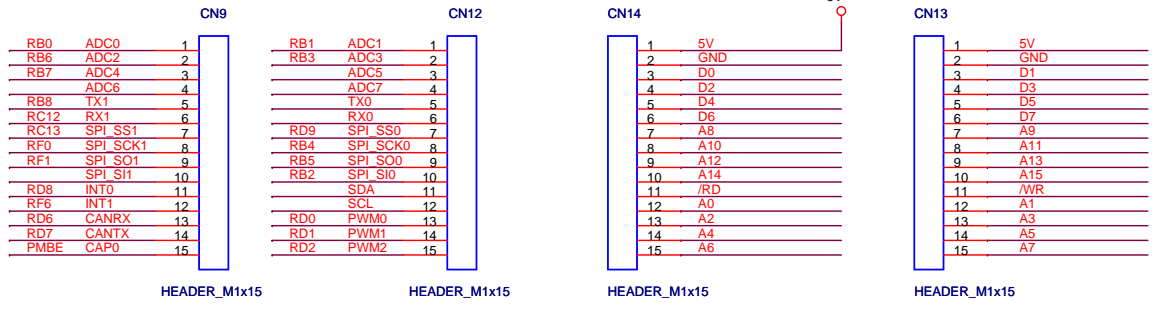 CN9 CN12 CN14 CN13
RB0 ADC0 1 RB1 ADC1 1 1 5V 1 5V
RB6 ADC2 2 RB3 ADC3 2 2 GND 2 GND
RB7 ADC4 3 ADC5 3 3 D0 3 D1
ADC6 4 ADC7 4 4 D2 4 D3
RB8 TX1 5 TX0 5 5 D4 5 D5
RC12 RX1 6 RX0 6 6 D6 6 D7
RC13 SPI_SS1 7 RD9 SPI_SS0 7 7 A8 7 A9
RF0 SPI_SCK1 8 RB4 SPI_SCK0 8 8 A10 8 A11
RF1 SPI_SO1 9 RB5 SPI_SO0 9 9 A12 9 A13
SPI_SI1 10 RB2 SPI_SI0 10 10 A14 10 A15
RD8 INT0 11 SDA 11 11 /RD 11 /WR
RF6 INT1 12 SCL 12 12 A0 12 A1
RD6 CANRX 13 RD0 PWM0 13 13 A2 13 A3
RD7 CANTX 14 RD1 PWM1 14 14 A4 14 A5
PMBE CAP0 15 RD2 PWM2 15 15 A6 15 A7
HEADER_M1x15 HEADER_M1x15 HEADER_M1x15 HEADER_M1x15